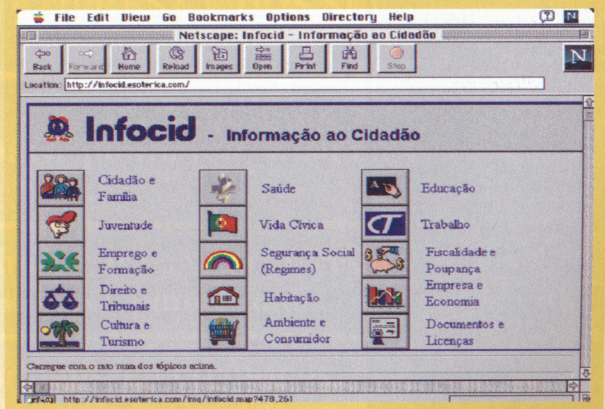 File Edit View Go Bookmarks Options Directory Help
Netscape: Infocid - Informação ao Cidadão
Back Forward Home Reload Images Open Print Find Stop
N
Location: http://infocid.esoterica.com/
Infocid - Informação ao Cidadão
Cidadão e
Família
Saúde
Educação
Juventude
Vida Cívica
CT
Trabalho
Emprego e
Formação
Segurança Social
(Regimes)
Fiscalidade e
Poupança
Direito e
Tribunais
Habitação
Empresa e
Economia
Cultura e
Turismo
Ambiente e
Consumidor
Documentos e
Licenças
Carregue com o rato num dos tópicos acima.
http://infocid.esoterica.com/img/infocid.map?478,261